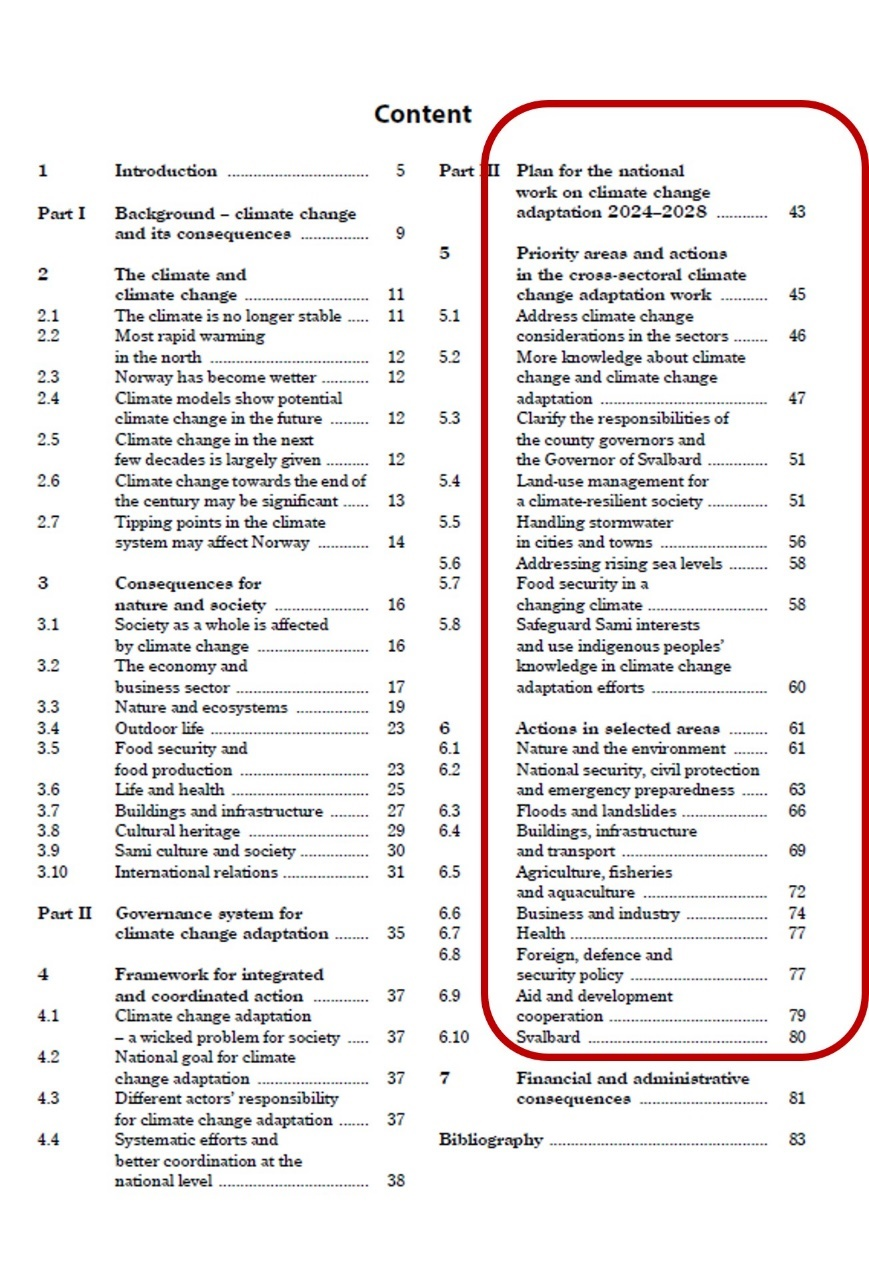 Content
1 Introduction ................................... 5
Part I Background – climate change
and its consequences ................. 9
2 The climate and
climate change ............................... 11
2.1 The climate is no longer stable ..... 11
2.2 Most rapid warming
in the north ....................................... 12
2.3 Norway has become wetter ........... 12
2.4 Climate models show potential
climate change in the future ......... 12
2.5 Climate change in the next
few decades is largely given .......... 12
2.6 Climate change towards the end of
the century may be significant ...... 13
2.7 Tipping points in the climate
system may affect Norway ............ 14
3 Consequences for
nature and society ....................... 16
3.1 Society as a whole is affected
by climate change ........................... 16
3.2 The economy and
business sector ................................ 17
3.3 Nature and ecosystems .................. 19
3.4 Outdoor life ...................................... 23
3.5 Food security and
food production ............................... 23
3.6 Life and health ................................. 25
3.7 Buildings and infrastructure ......... 27
3.8 Cultural heritage ............................. 29
3.9 Sami culture and society ................ 30
3.10 International relations .................... 31
Part II Governance system for
climate change adaptation ........ 35
4 Framework for integrated
and coordinated action ............. 37
4.1 Climate change adaptation
– a wicked problem for society ..... 37
4.2 National goal for climate
change adaptation .......................... 37
4.3 Different actors’ responsibility
for climate change adaptation ....... 37
4.4 Systematic efforts and
better coordination at the
national level .................................... 38
Part III Plan for the national
work on climate change
adaptation 2024–2028 ............ 43
5 Priority areas and actions
in the cross-sectoral climate
change adaptation work ........... 45
5.1 Address climate change
considerations in the sectors ........ 46
5.2 More knowledge about climate
change and climate change
adaptation ........................................ 47
5.3 Clarify the responsibilities of
the county governors and
the Governor of Svalbard .............. 51
5.4 Land-use management for
a climate-resilient society .............. 51
5.5 Handling stormwater
in cities and towns .......................... 56
5.6 Addressing rising sea levels ......... 58
5.7 Food security in a
changing climate ............................. 58
5.8 Safeguard Sami interests
and use indigenous peoples’
knowledge in climate change
adaptation efforts ............................ 60
6 Actions in selected areas ......... 61
6.1 Nature and the environment ........ 61
6.2 National security, civil protection
and emergency preparedness ...... 63
6.3 Floods and landslides ..................... 66
6.4 Buildings, infrastructure
and transport ................................... 69
6.5 Agriculture, fisheries
and aquaculture .............................. 72
6.6 Business and industry .................... 74
6.7 Health ................................................ 77
6.8 Foreign, defence and
security policy ................................. 77
6.9 Aid and development
cooperation ...................................... 79
6.10 Svalbard ........................................... 80
7 Financial and administrative
consequences ............................... 81
Bibliography ...................................................... 83